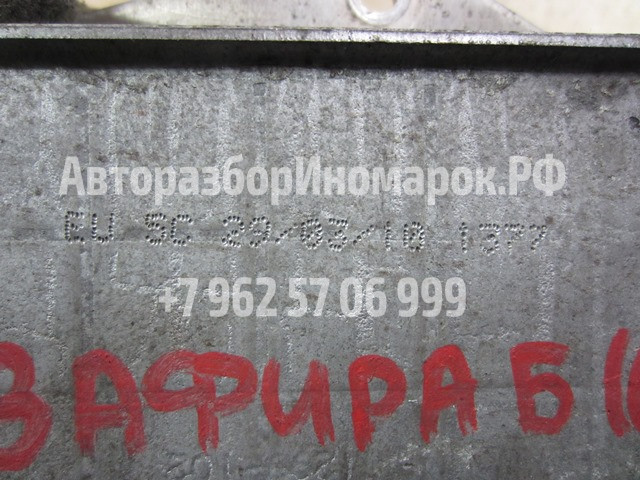 АвторазборИномарок.РФ
EU SC 29/03/10 1377
+7 962 57 06 999
ЗАФИРА Б